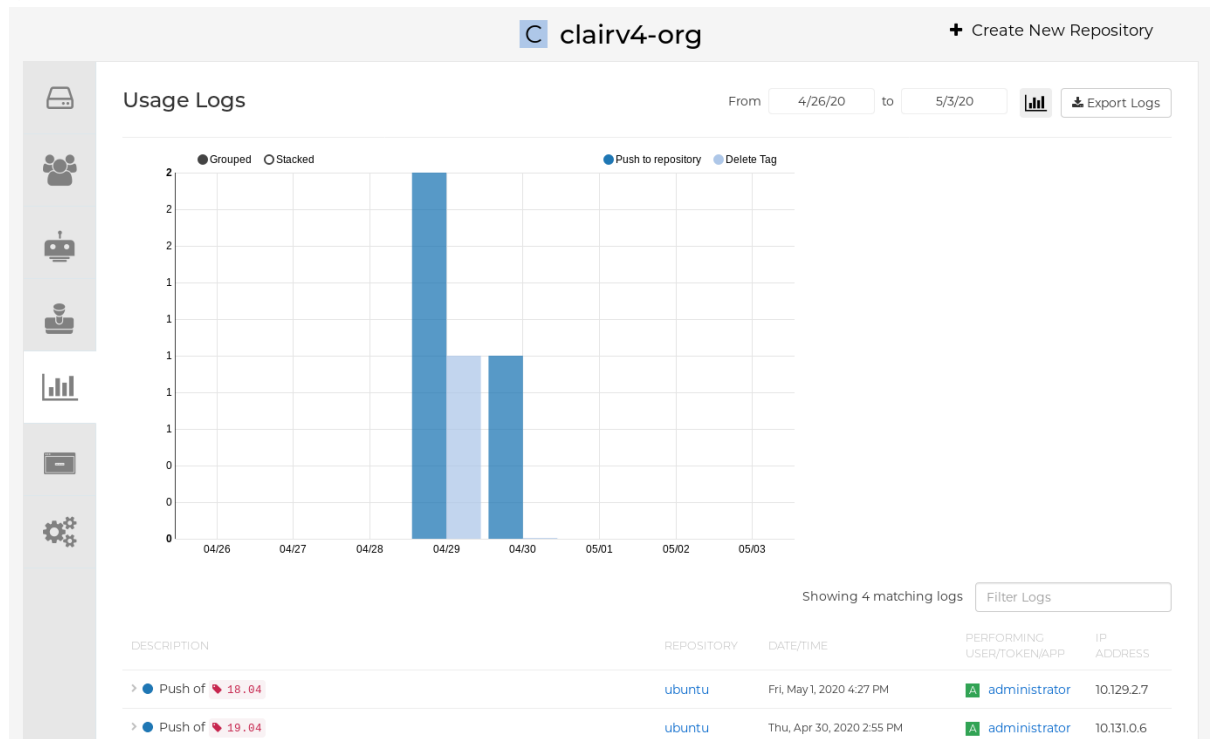 C clairv4-org
Create New Repository
Usage Logs
From 4/26/20 to 5/3/20
Export Logs
Grouped Stacked
Push to repository Delete Tag
2
2
2
1
1
1
1
1
0
0
0
04/26 04/27 04/28 04/29 04/30 05/01 05/02 05/03
Showing 4 matching logs Filter Logs
DESCRIPTION REPOSITORY DATE/TIME PERFORMING USER/TOKEN/APP IP ADDRESS
Push of 18.04 ubuntu Fri, May 1, 2020 4:27 PM A administrator 10.129.2.7
Push of 19.04 ubuntu Thu, Apr 30, 2020 2:55 PM A administrator 10.131.0.6